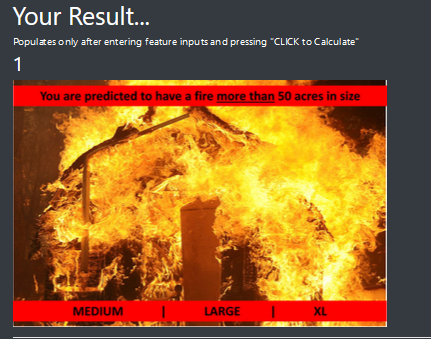 Your Result...
Populates only after entering feature inputs and pressing "CLICK to Calculate"
1
You are predicted to have a fire more than 50 acres in size
MEDIUM | LARGE | XL